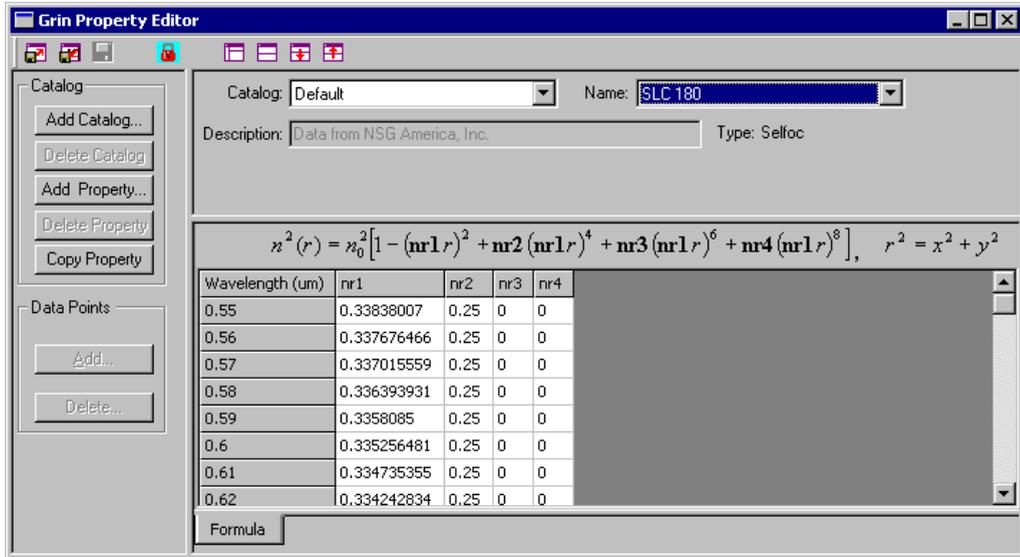 Grin Property Editor
Catalog
Add Catalog...
Delete Catalog
Add Property...
Delete Property
Copy Property
Data Points
Add...
Delete...
Catalog: Default Name: SLC 180
Description: Data from NSG America, Inc. Type: Selfoc
n²(r) = n₀²[1 − (nr1 r)² + nr2 (nr1 r)⁴ + nr3 (nr1 r)⁶ + nr4 (nr1 r)⁸], r² = x² + y²
Wavelength (um) nr1 nr2 nr3 nr4
0.55 0.33838007 0.25 0 0
0.56 0.337676466 0.25 0 0
0.57 0.337015559 0.25 0 0
0.58 0.336393931 0.25 0 0
0.59 0.3358085 0.25 0 0
0.6 0.335256481 0.25 0 0
0.61 0.334735355 0.25 0 0
0.62 0.334242834 0.25 0 0
Formula